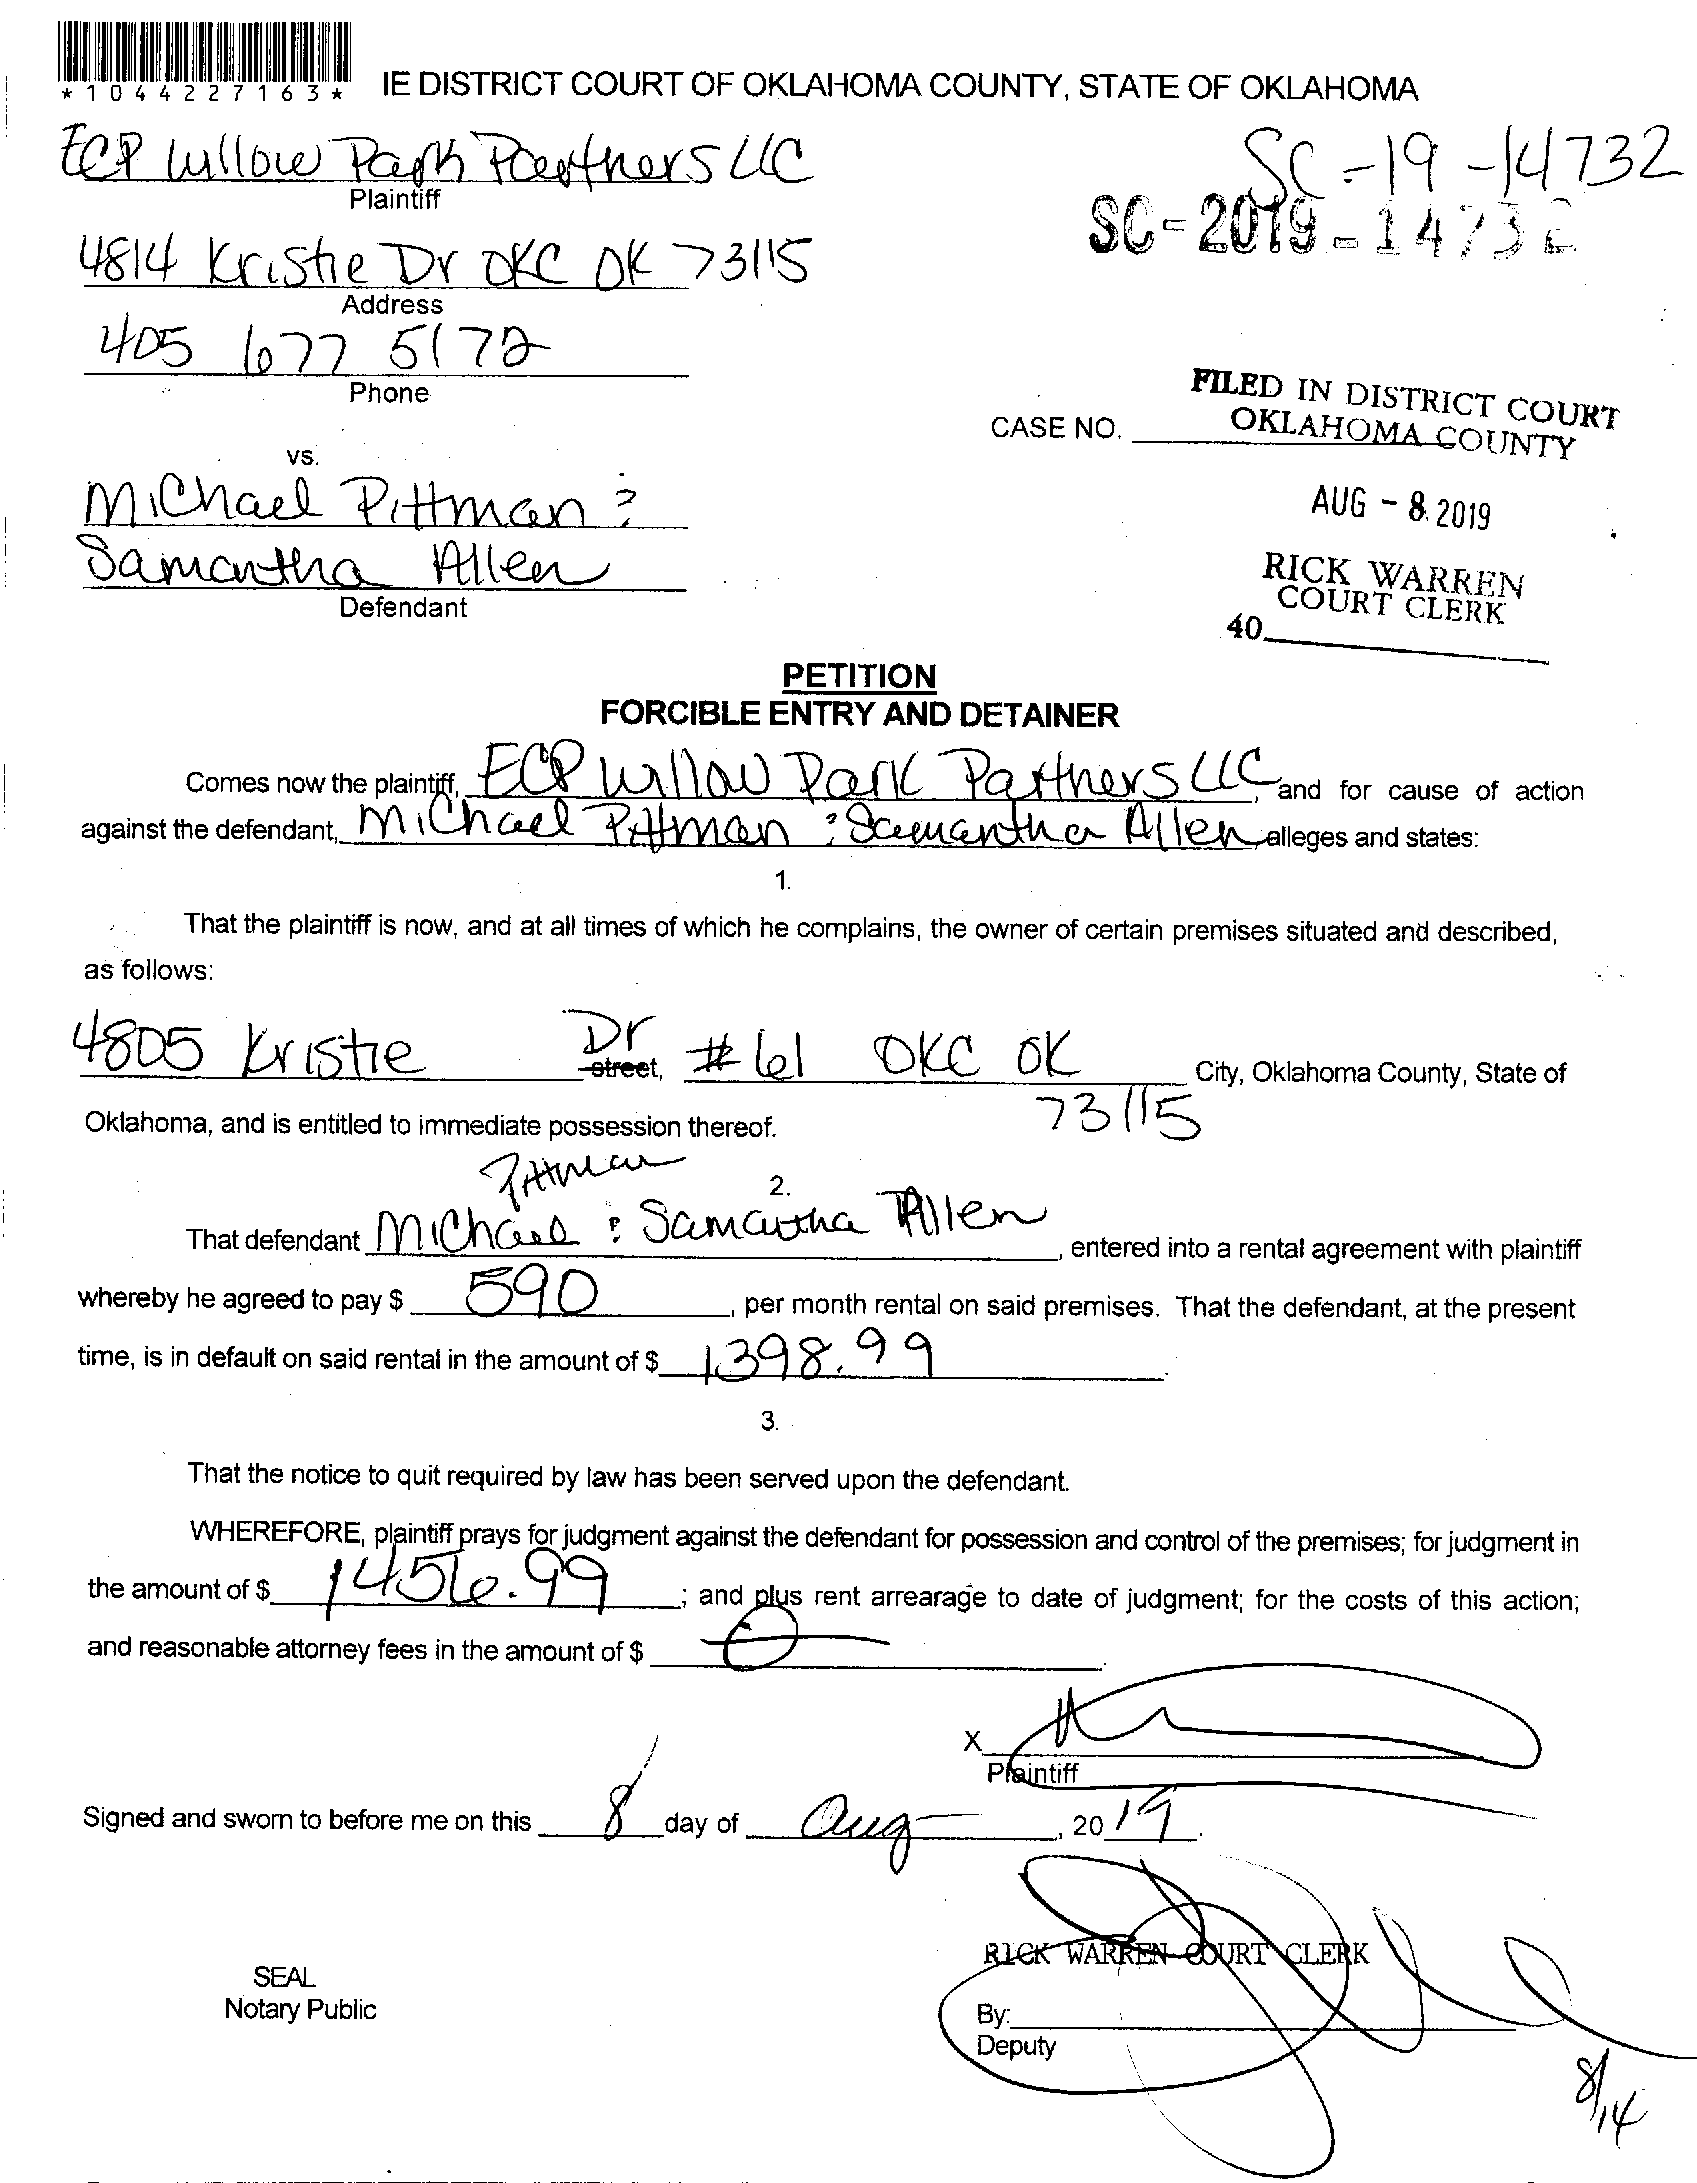 *1044227163*
IE DISTRICT COURT OF OKLAHOMA COUNTY, STATE OF OKLAHOMA
ECP Willow Park Partners LLC
Plaintiff
SC-19-14732
SC-2019-14732
4814 Kristie Dr OKC OK 73115
Address
405 677 5172
Phone
FILED IN DISTRICT COURT
OKLAHOMA COUNTY
CASE NO.
vs.
Michael Pittman &
AUG - 8 2019
Samantha Allen
Defendant
RICK WARREN
COURT CLERK
40
PETITION
FORCIBLE ENTRY AND DETAINER
Comes now the plaintiff, ECP Willow Park Partners LLC, and for cause of action
against the defendant, Michael Pittman & Samantha Allen alleges and states:
1.
That the plaintiff is now, and at all times of which he complains, the owner of certain premises situated and described,
as follows:
4805 Kristie Dr street, #61 OKC OK City, Oklahoma County, State of
73115
Oklahoma, and is entitled to immediate possession thereof.
Pittman
2.
That defendant Michael & Samantha Allen, entered into a rental agreement with plaintiff
whereby he agreed to pay $ 590, per month rental on said premises. That the defendant, at the present
time, is in default on said rental in the amount of $ 1398.99
3.
That the notice to quit required by law has been served upon the defendant.
WHEREFORE, plaintiff prays for judgment against the defendant for possession and control of the premises; for judgment in
the amount of $ 1456.99; and plus rent arrearage to date of judgment; for the costs of this action;
and reasonable attorney fees in the amount of $ 0
X
Plaintiff
Signed and sworn to before me on this 8 day of Aug, 2019.
RICK WARREN COURT CLERK
SEAL
Notary Public
By:
Deputy
8/14